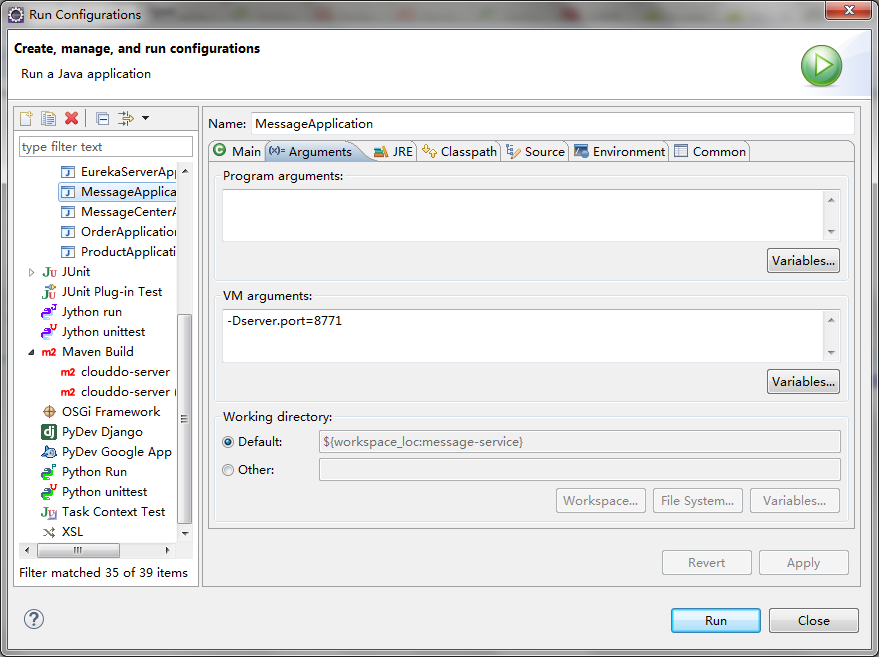 Run Configurations
Create, manage, and run configurations
Run a Java application
type filter text
EurekaServerApp
MessageApplica
MessageCenterA
OrderApplication
ProductApplicati
JUnit
JUnit Plug-in Test
Jython run
Jython unittest
Maven Build
clouddo-server
clouddo-server (
OSGi Framework
PyDev Django
PyDev Google App
Python Run
Python unittest
Task Context Test
XSL
Filter matched 35 of 39 items
Name: MessageApplication
Main (x)= Arguments JRE Classpath Source Environment Common
Program arguments:
Variables...
VM arguments:
-Dserver.port=8771
Variables...
Working directory:
Default: ${workspace_loc:message-service}
Other:
Workspace... File System... Variables...
Revert Apply
Run Close